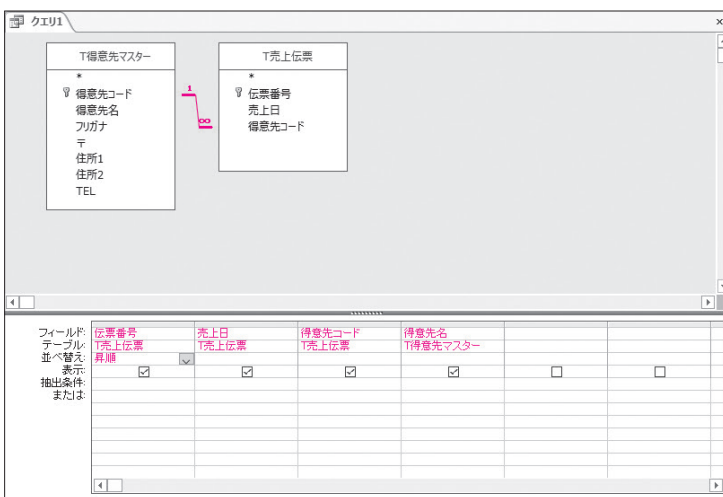 クエリ1
×
T得意先マスター
*
得意先コード
得意先名
フリガナ
〒
住所1
住所2
TEL
1
∞
T売上伝票
*
伝票番号
売上日
得意先コード
フィールド: 伝票番号 売上日 得意先コード 得意先名
テーブル: T売上伝票 T売上伝票 T売上伝票 T得意先マスター
並べ替え: 昇順
表示:
抽出条件:
または: